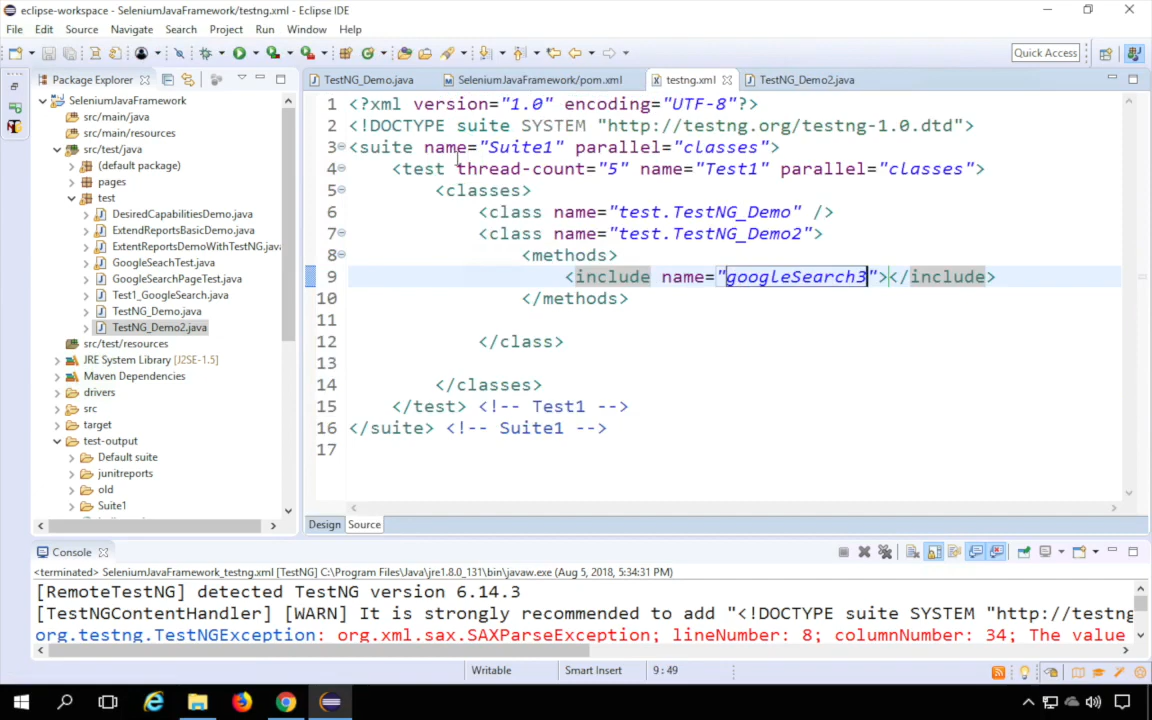 eclipse-workspace - SeleniumJavaFramework/testng.xml - Eclipse IDE
File Edit Source Navigate Search Project Run Window Help
Quick Access
Package Explorer
TestNG_Demo.java
SeleniumJavaFramework/pom.xml
testng.xml
TestNG_Demo2.java
SeleniumJavaFramework
src/main/java
src/main/resources
src/test/java
(default package)
pages
test
DesiredCapabilitiesDemo.java
ExtendReportsBasicDemo.java
ExtentReportsDemoWithTestNG.java
GoogleSeachTest.java
GoogleSearchPageTest.java
Test1_GoogleSearch.java
TestNG_Demo.java
TestNG_Demo2.java
src/test/resources
JRE System Library [J2SE-1.5]
Maven Dependencies
drivers
src
target
test-output
Default suite
junitreports
old
Suite1
1 <?xml version="1.0" encoding="UTF-8"?>
2 <!DOCTYPE suite SYSTEM "http://testng.org/testng-1.0.dtd">
3 <suite name="Suite1" parallel="classes">
4 <test thread-count="5" name="Test1" parallel="classes">
5 <classes>
6 <class name="test.TestNG_Demo" />
7 <class name="test.TestNG_Demo2">
8 <methods>
9 <include name="googleSearch3"></include>
10 </methods>
11
12 </class>
13
14 </classes>
15 </test> <!-- Test1 -->
16 </suite> <!-- Suite1 -->
17
Design Source
Console
<terminated> SeleniumJavaFramework_testng.xml [TestNG] C:\Program Files\Java\jre1.8.0_131\bin\javaw.exe (Aug 5, 2018, 5:34:31 PM)
[RemoteTestNG] detected TestNG version 6.14.3
[TestNGContentHandler] [WARN] It is strongly recommended to add "<!DOCTYPE suite SYSTEM "http://testng
org.testng.TestNGException: org.xml.sax.SAXParseException; lineNumber: 8; columnNumber: 34; The value
Writable Smart Insert 9 : 49